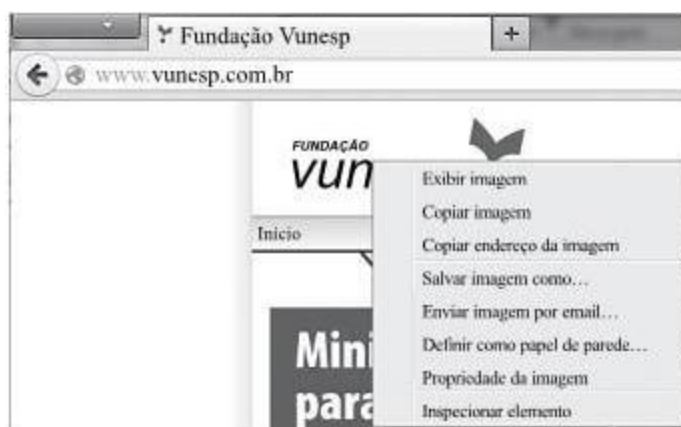 Fundação Vunesp
+
www.vunesp.com.br
FUNDAÇÃO
vun
Exibir imagem
Copiar imagem
Início
Copiar endereço da imagem
Salvar imagem como...
Enviar imagem por email...
Definir como papel de parede...
Mini
Propriedade da imagem
para
Inspecionar elemento